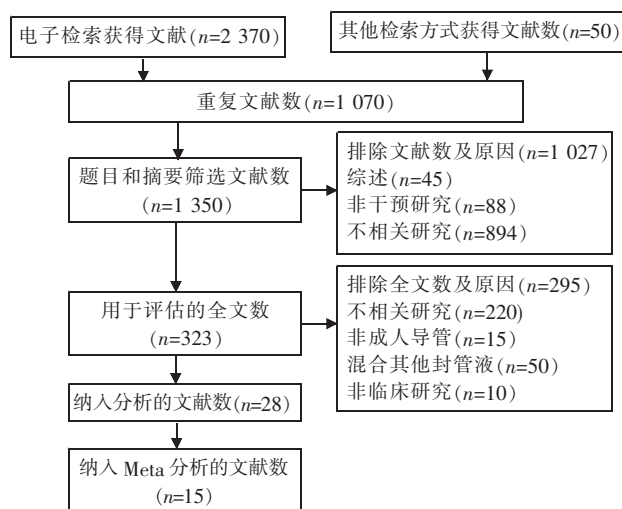 电子检索获得文献(n=2 370)
其他检索方式获得文献数(n=50)
重复文献数(n=1 070)
题目和摘要筛选文献数
(n=1 350)
排除文献数及原因(n=1 027)
综述(n=45)
非干预研究(n=88)
不相关研究(n=894)
用于评估的全文数
(n=323)
排除全文数及原因(n=295)
不相关研究(n=220)
非成人导管(n=15)
混合其他封管液(n=50)
非临床研究(n=10)
纳入分析的文献数(n=28)
纳入 Meta 分析的文献数
(n=15)